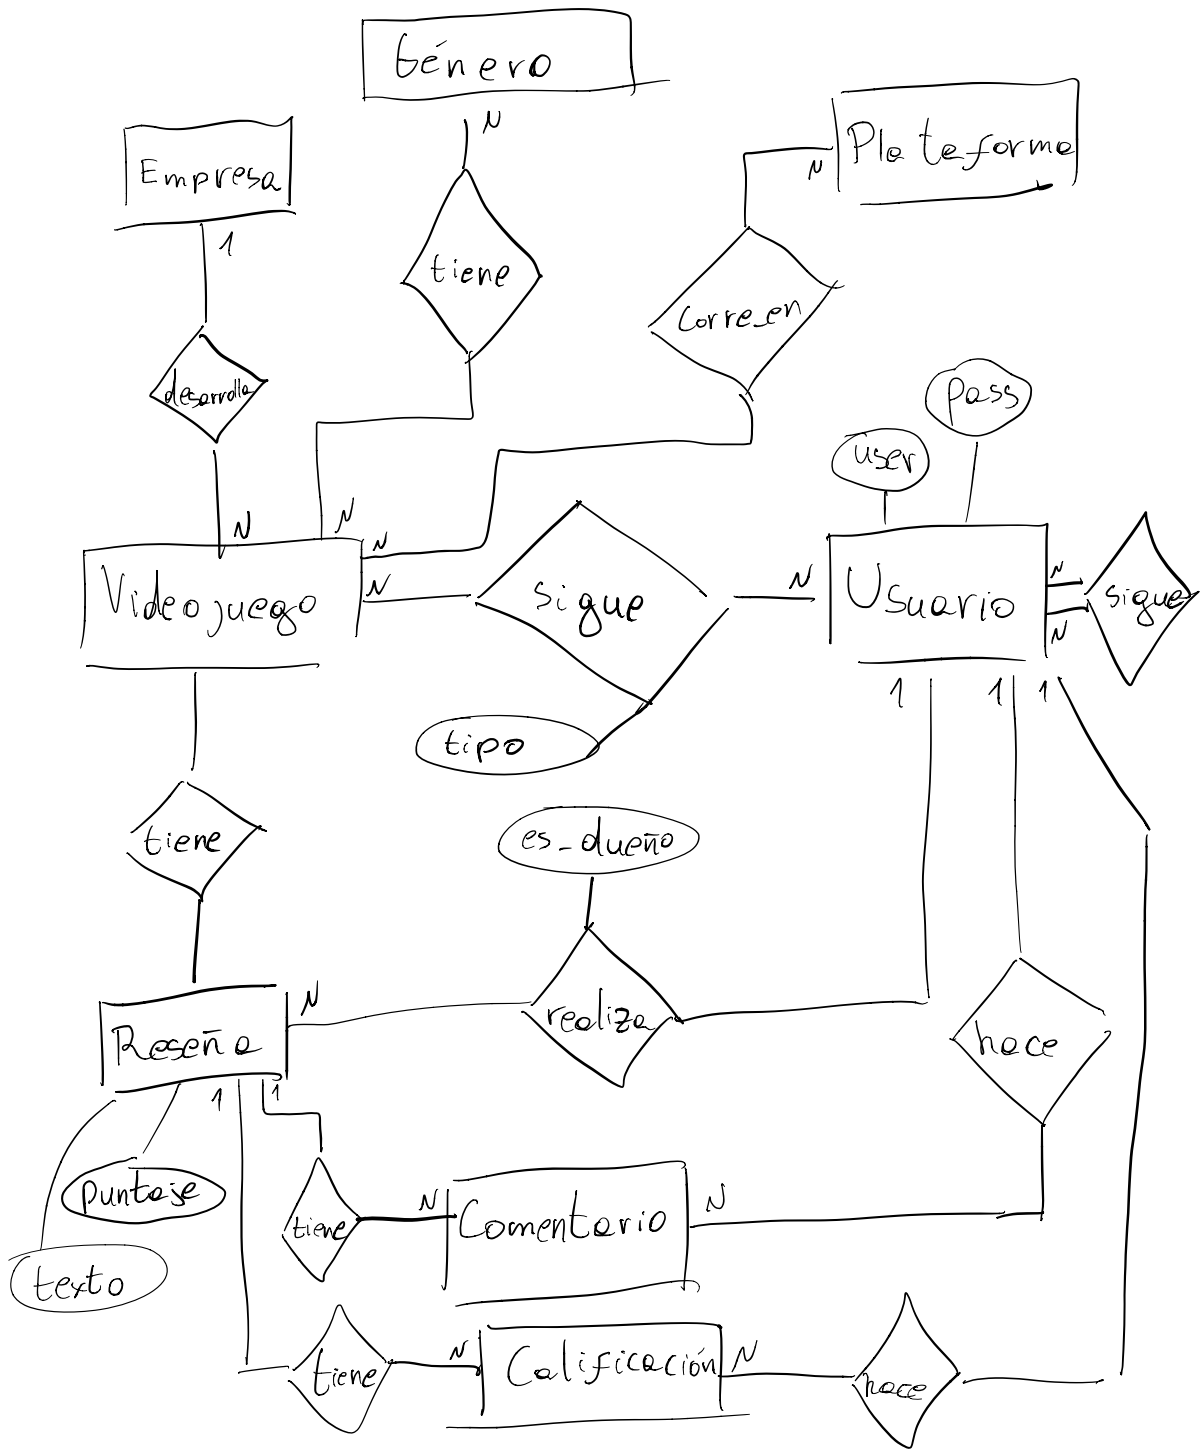 Género
N
Plataforma
N
Empresa
1
tiene
corre_en
desarrolla
pass
user
N
N
N
N
Videojuego
sigue
N
Usuario
N
N
sigue
1
1
1
tipo
tiene
es_dueño
realiza
N
Reseña
hace
1
1
puntaje
texto
tiene
N
Comentario
N
tiene
N
Calificación
N
hace